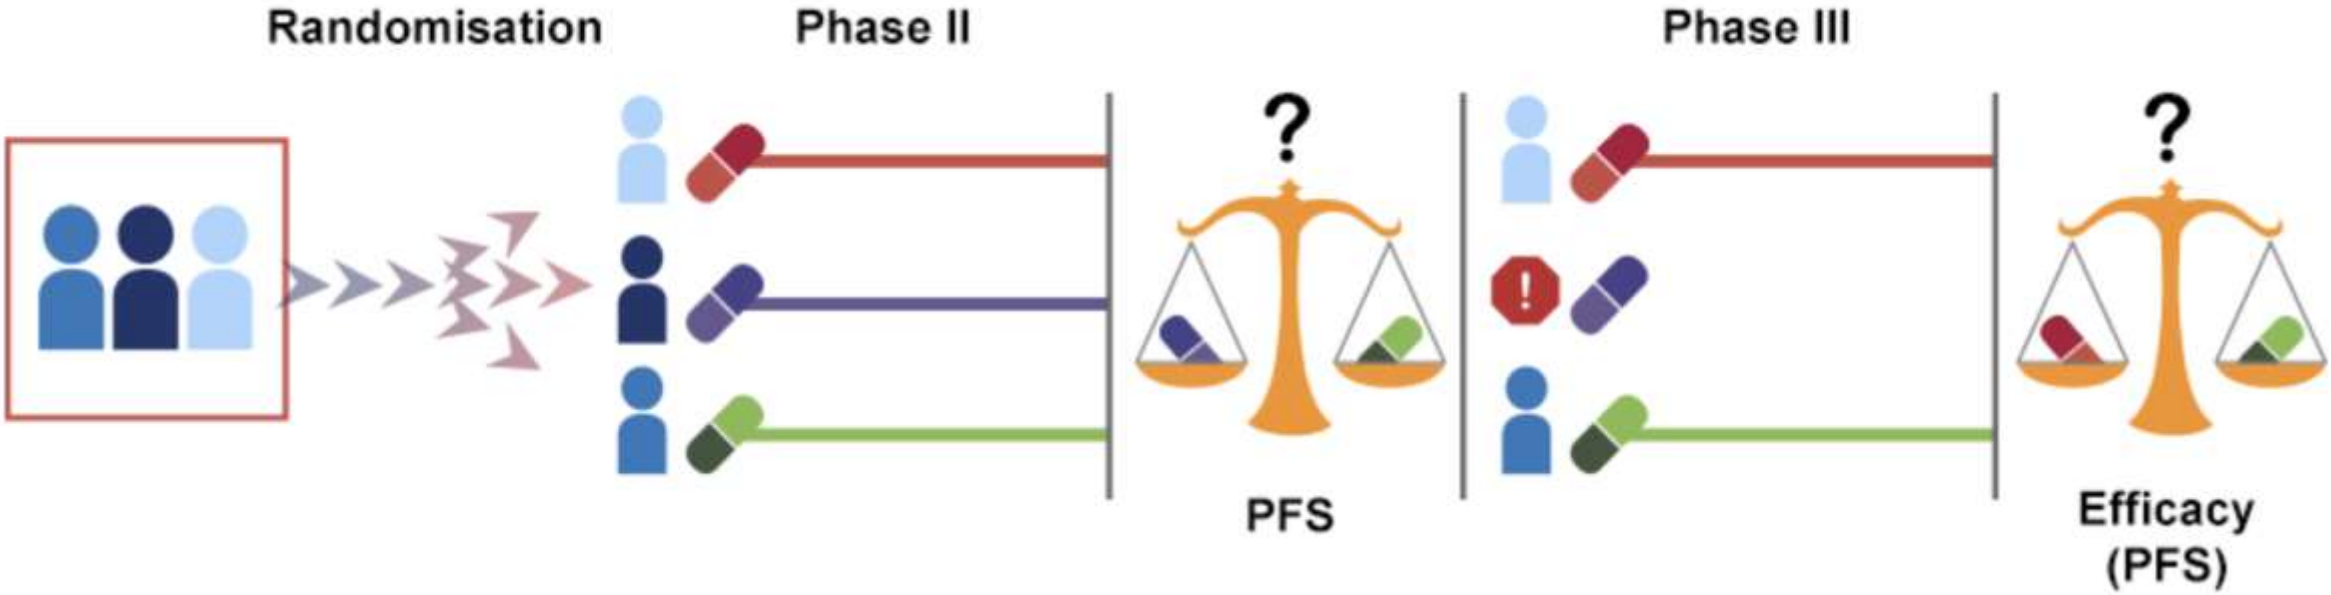 Randomisation
Phase II
Phase III
?
?
!
PFS
Efficacy
(PFS)